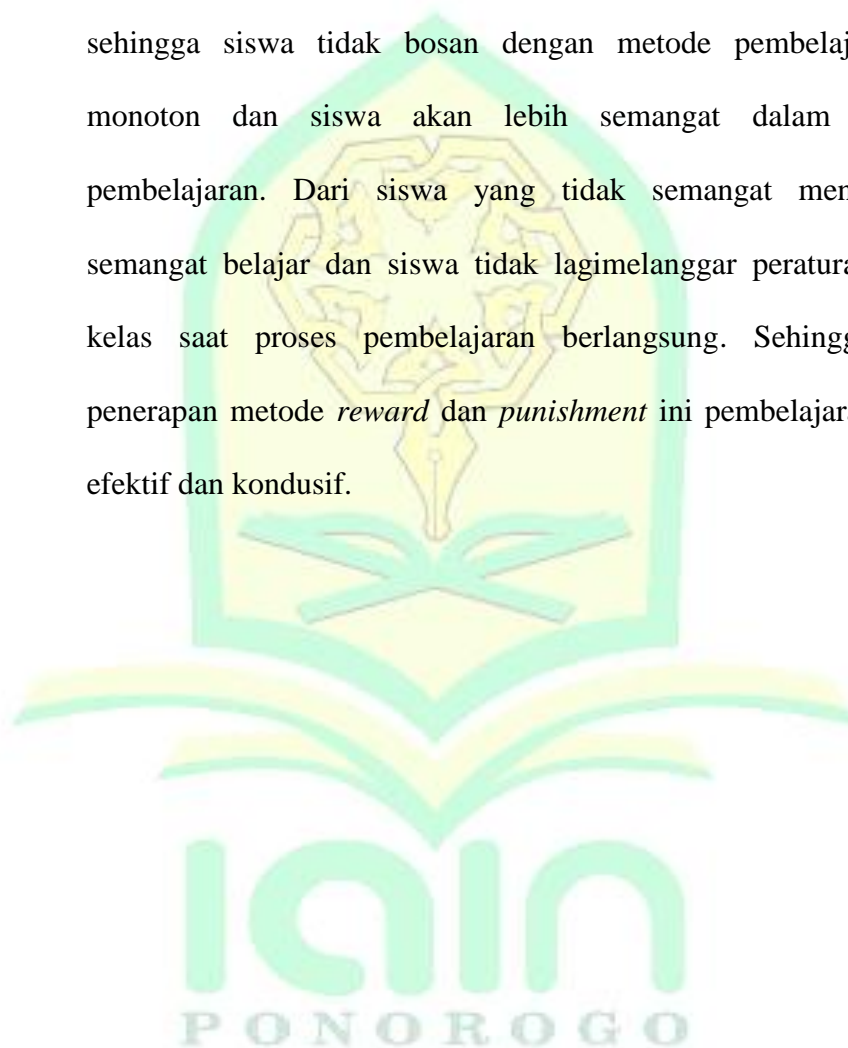 sehingga siswa tidak bosan dengan metode pembelaj
monoton dan siswa akan lebih semangat dalam
pembelajaran. Dari siswa yang tidak semangat men
semangat belajar dan siswa tidak lagimelanggar peratura
kelas saat proses pembelajaran berlangsung. Sehingg
penerapan metode reward dan punishment ini pembelajara
efektif dan kondusif.
iain
PONOROGO